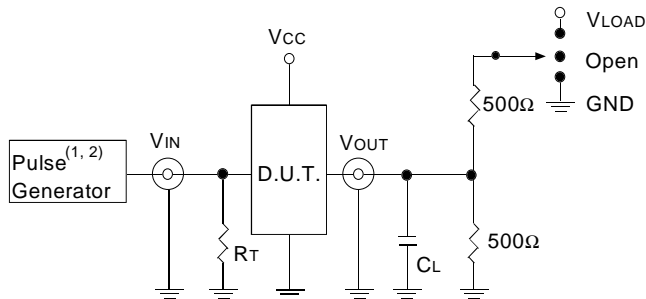 VLOAD
VCC
Open
500Ω
GND
VIN
VOUT
Pulse(1, 2)
Generator
D.U.T.
RT
CL
500Ω